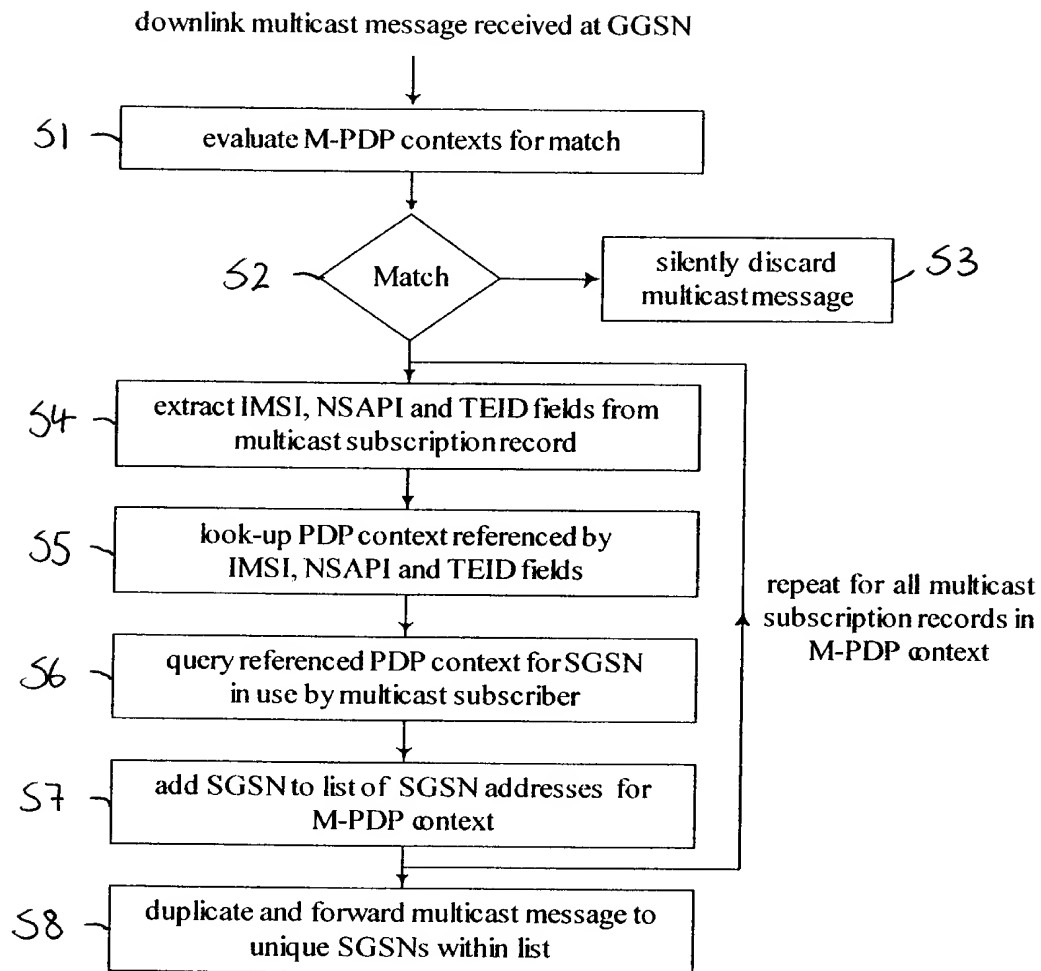 downlink multicast message received at GGSN
S1
evaluate M-PDP contexts for match
S2
Match
silently discard
multicast message
S3
S4
extract IMSI, NSAPI and TEID fields from
multicast subscription record
S5
look-up PDP context referenced by
IMSI, NSAPI and TEID fields
repeat for all multicast
subscription records in
M-PDP context
S6
query referenced PDP context for SGSN
in use by multicast subscriber
S7
add SGSN to list of SGSN addresses for
M-PDP context
S8
duplicate and forward multicast message to
unique SGSNs within list